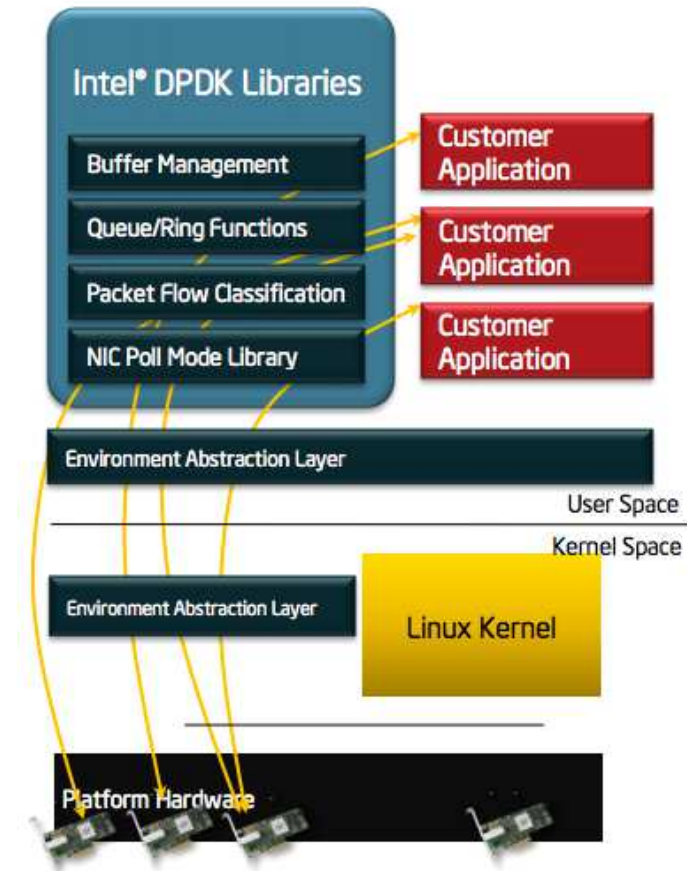 Intel® DPDK Libraries
Buffer Management
Queue/Ring Functions
Packet Flow Classification
NIC Poll Mode Library
Customer
Application
Customer
Application
Customer
Application
Environment Abstraction Layer
User Space
Kernel Space
Environment Abstraction Layer
Linux Kernel
Platform Hardware